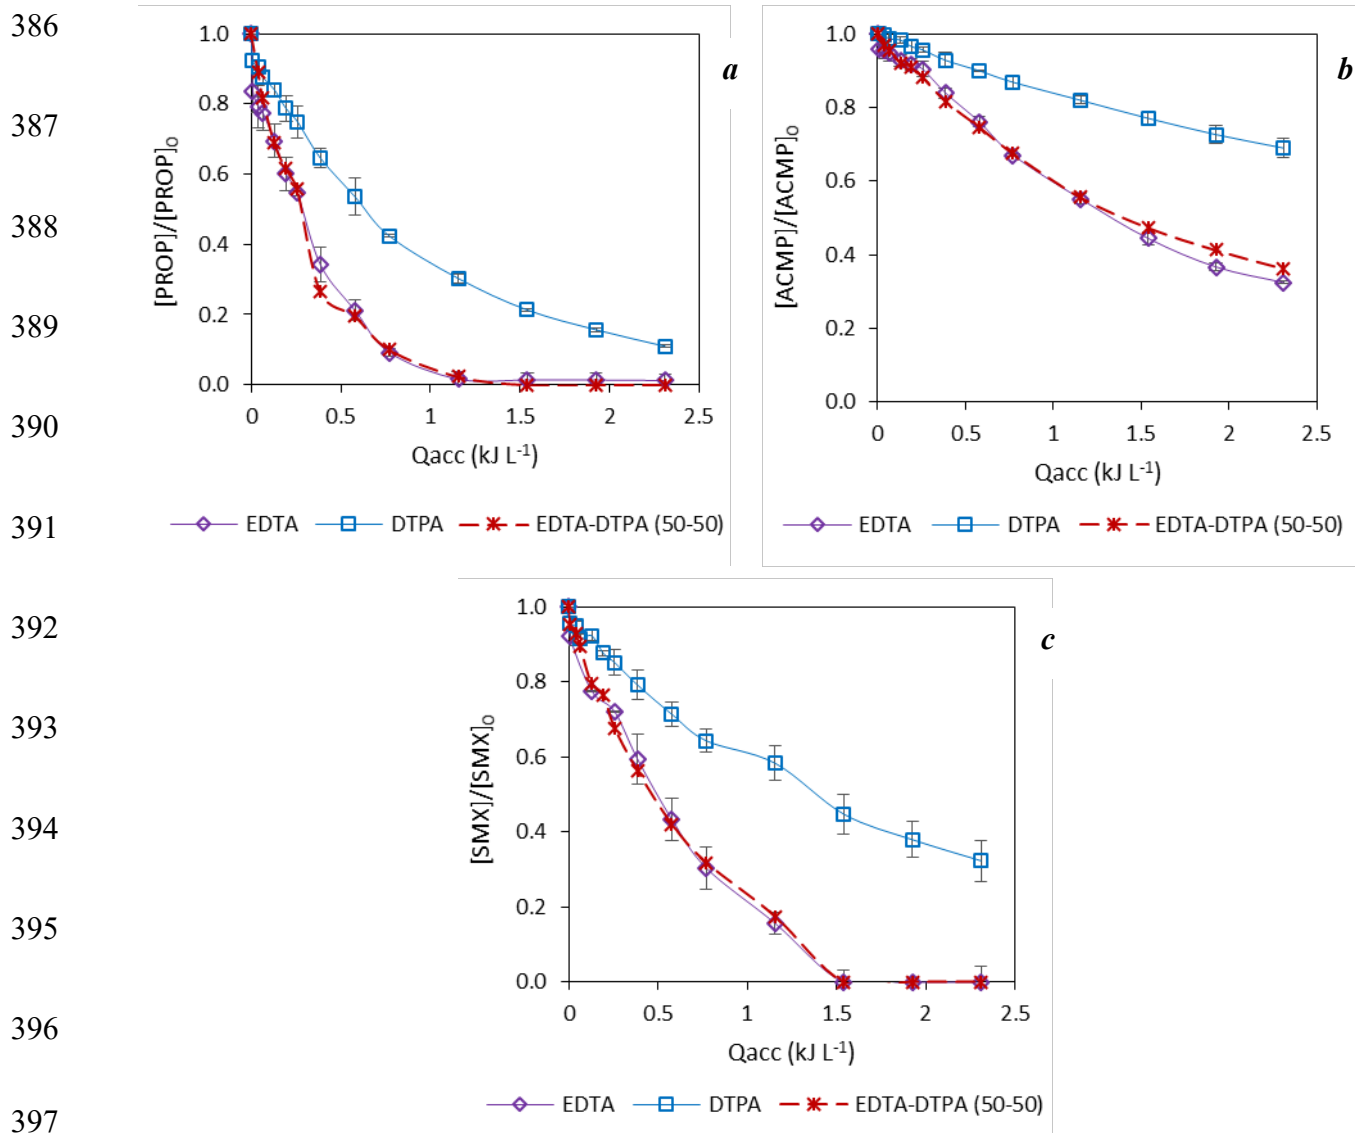 386
387
388
389
390
391
392
393
394
395
396
397
a
[PROP]/[PROP]₀
1.0
0.8
0.6
0.4
0.2
0.0
0 0.5 1 1.5 2 2.5
Qacc (kJ L⁻¹)
EDTA DTPA EDTA-DTPA (50-50)
b
[ACMP]/[ACMP]₀
1.0
0.8
0.6
0.4
0.2
0.0
0 0.5 1 1.5 2 2.5
Qacc (kJ L⁻¹)
EDTA DTPA EDTA-DTPA (50-50)
c
[SMX]/[SMX]₀
1.0
0.8
0.6
0.4
0.2
0.0
0 0.5 1 1.5 2 2.5
Qacc (kJ L⁻¹)
EDTA DTPA EDTA-DTPA (50-50)